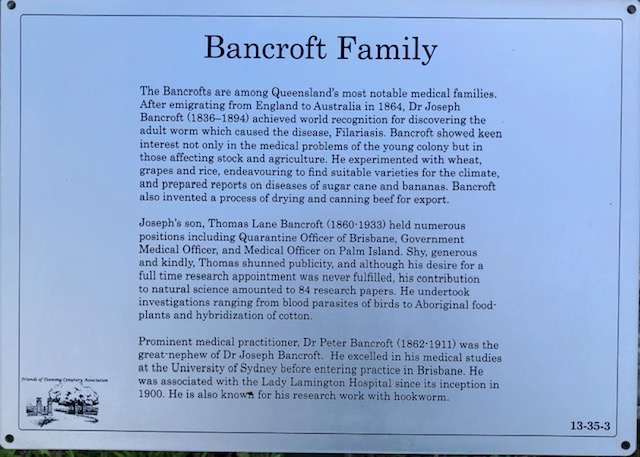 Bancroft Family
The Bancrofts are among Queensland's most notable medical families.
After emigrating from England to Australia in 1864, Dr Joseph
Bancroft (1836–1894) achieved world recognition for discovering the
adult worm which caused the disease, Filariasis. Bancroft showed keen
interest not only in the medical problems of the young colony but in
those affecting stock and agriculture. He experimented with wheat,
grapes and rice, endeavouring to find suitable varieties for the climate,
and prepared reports on diseases of sugar cane and bananas. Bancroft
also invented a process of drying and canning beef for export.
Joseph's son, Thomas Lane Bancroft (1860-1933) held numerous
positions including Quarantine Officer of Brisbane, Government
Medical Officer, and Medical Officer on Palm Island. Shy, generous
and kindly, Thomas shunned publicity, and although his desire for a
full time research appointment was never fulfilled, his contribution
to natural science amounted to 84 research papers. He undertook
investigations ranging from blood parasites of birds to Aboriginal food-
plants and hybridization of cotton.
Prominent medical practitioner, Dr Peter Bancroft (1862-1911) was the
great-nephew of Dr Joseph Bancroft. He excelled in his medical studies
at the University of Sydney before entering practice in Brisbane. He
was associated with the Lady Lamington Hospital since its inception in
1900. He is also known for his research work with hookworm.
Friends of Toowong Cemetery Association
13-35-3